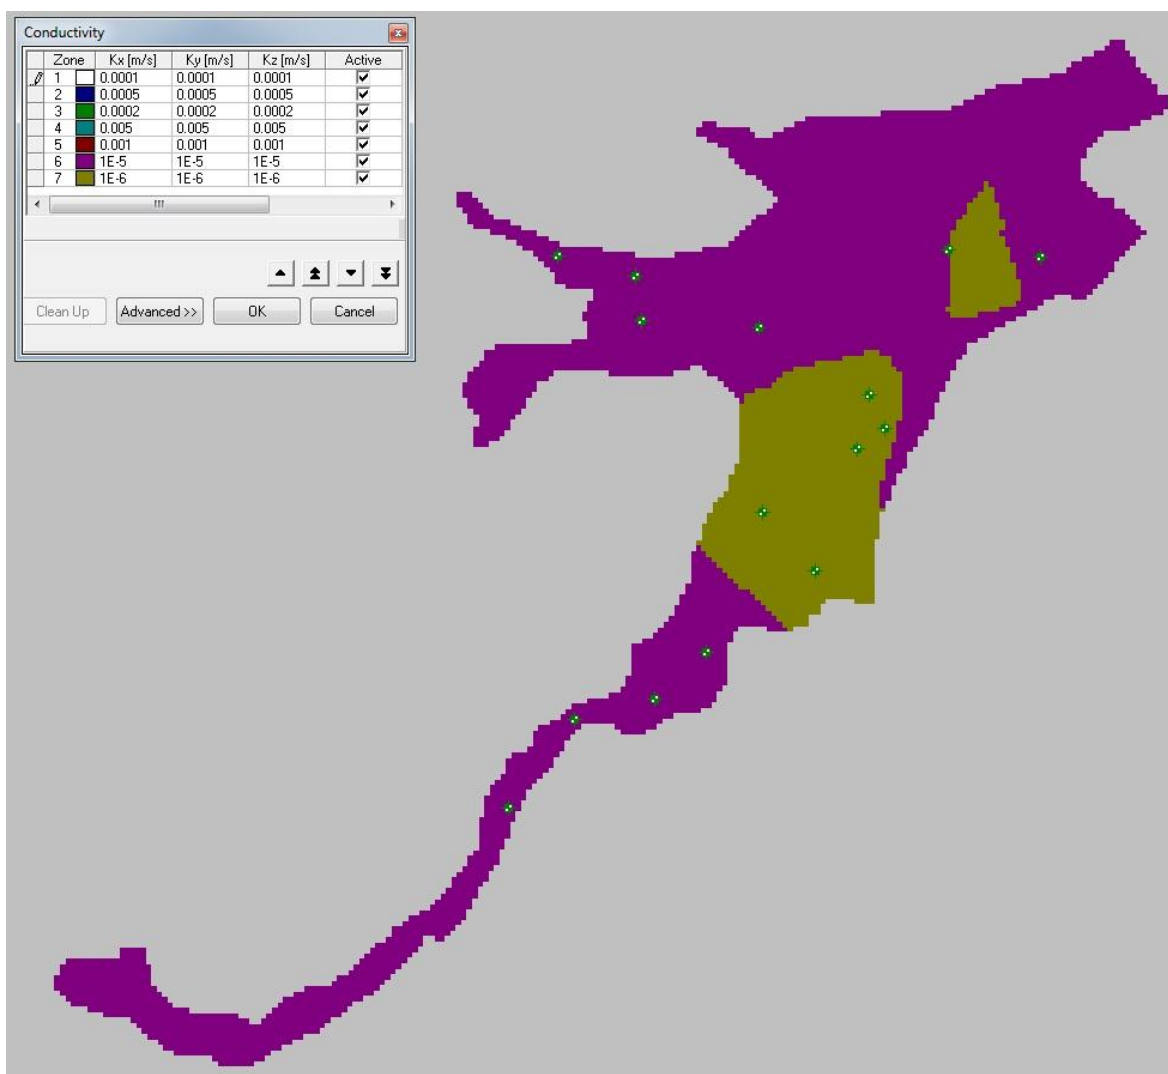 Conductivity
Zone Kx [m/s] Ky [m/s] Kz [m/s] Active
1 0.0001 0.0001 0.0001
2 0.0005 0.0005 0.0005
3 0.0002 0.0002 0.0002
4 0.005 0.005 0.005
5 0.001 0.001 0.001
6 1E-5 1E-5 1E-5
7 1E-6 1E-6 1E-6
Clean Up Advanced >> OK Cancel